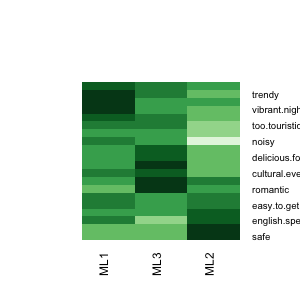 trendy
vibrant.nigh
too.touristic
noisy
delicious.fo
cultural.eve
romantic
easy.to.get
english.spe
safe
ML1
ML3
ML2